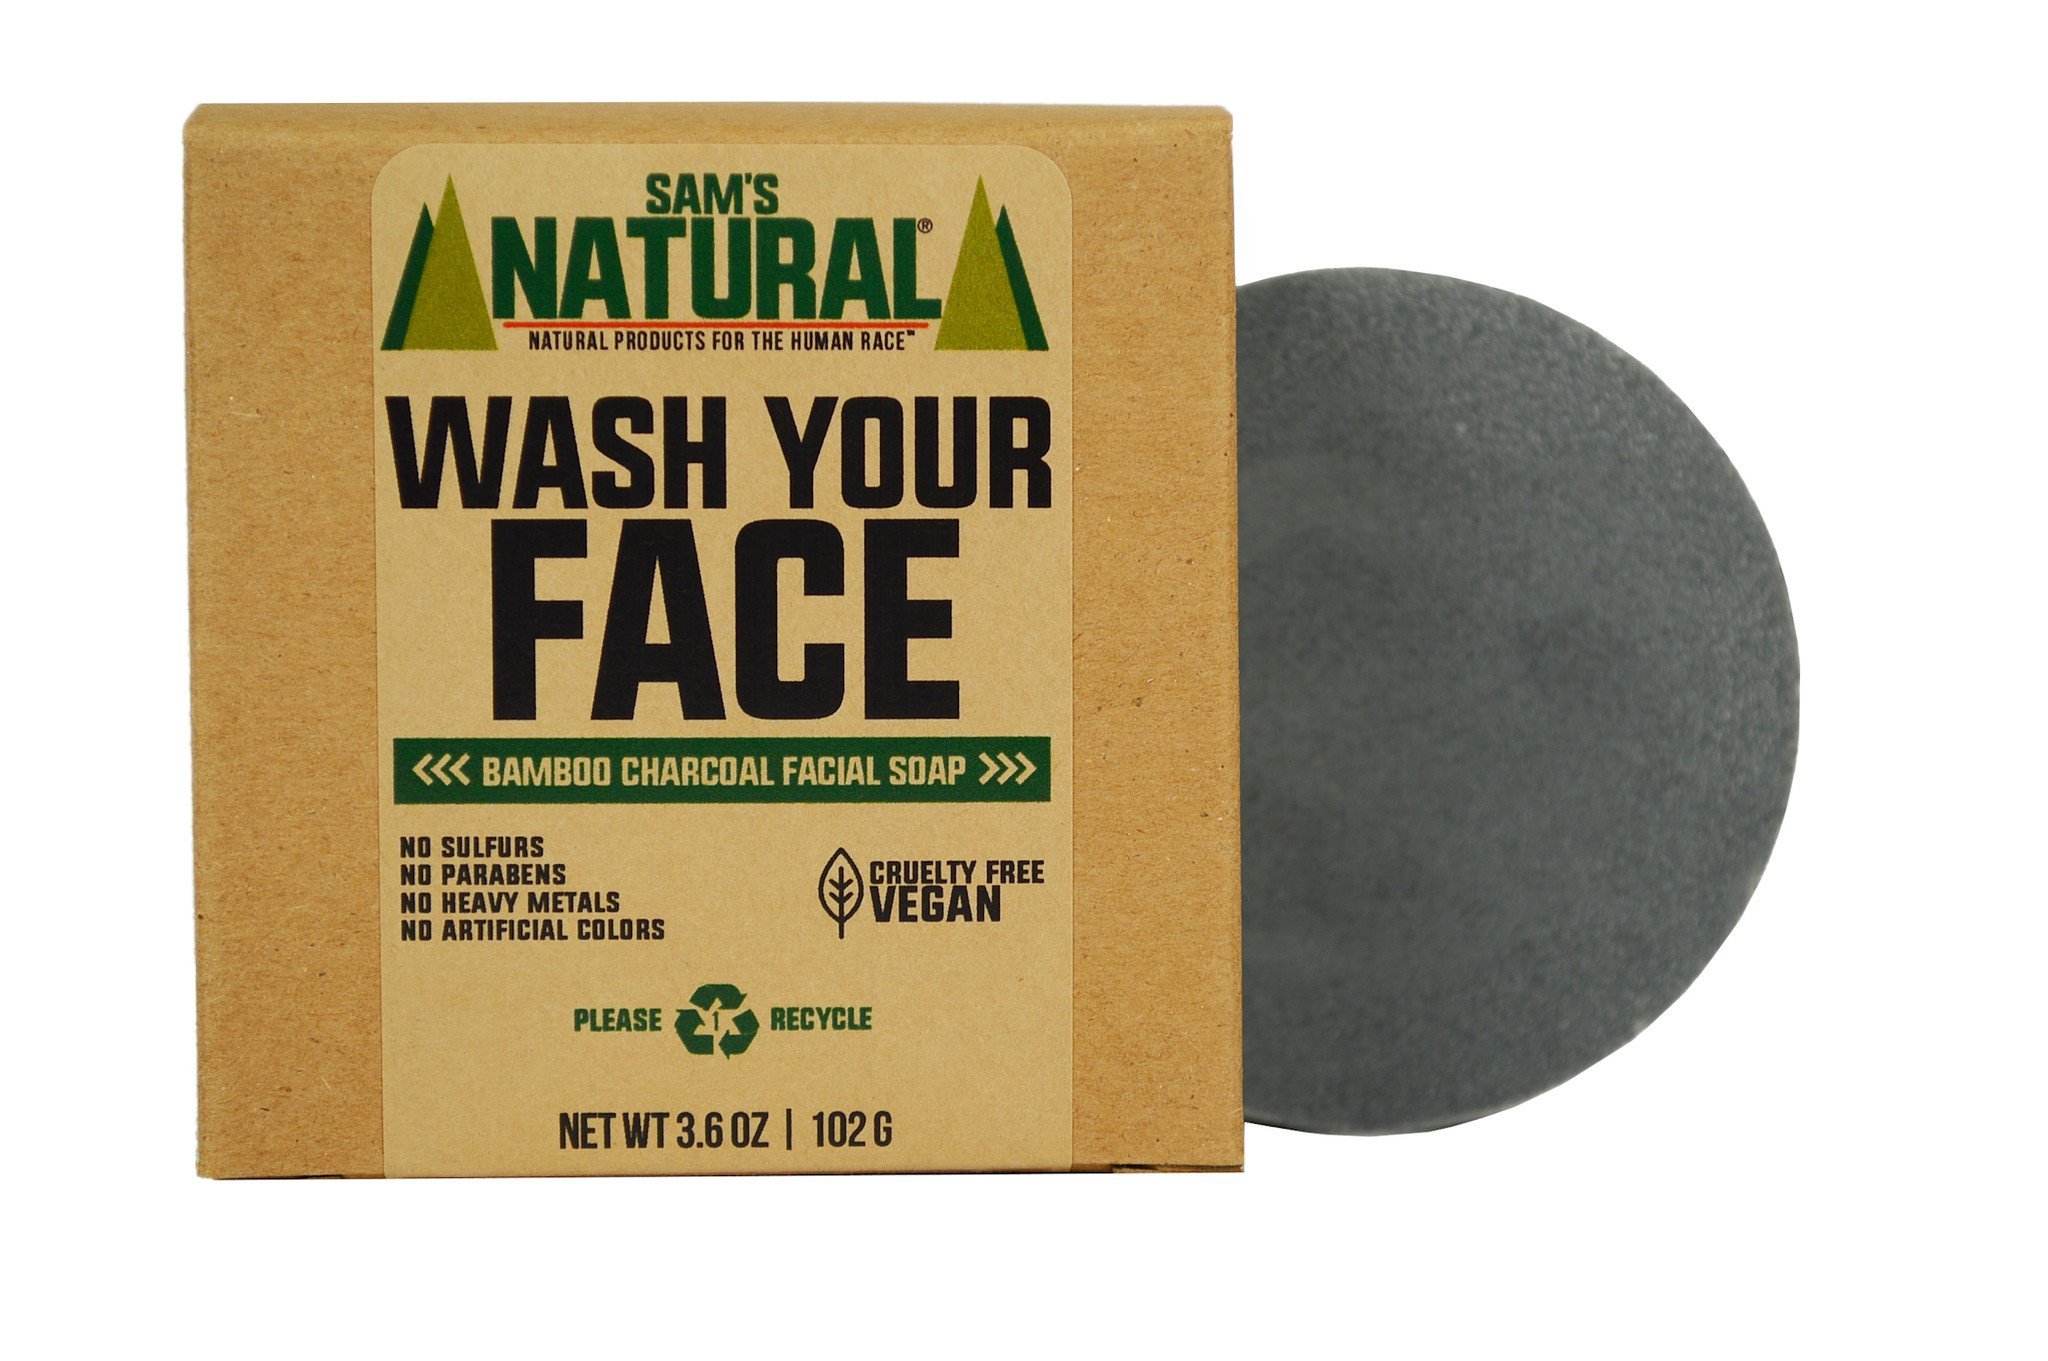 SAM'S
NATURAL®
NATURAL PRODUCTS FOR THE HUMAN RACE™
WASH YOUR
FACE
<<< BAMBOO CHARCOAL FACIAL SOAP >>>
NO SULFURS
NO PARABENS
NO HEAVY METALS
NO ARTIFICIAL COLORS
CRUELTY FREE
VEGAN
PLEASE 1 RECYCLE
NET WT 3.6 OZ | 102 G